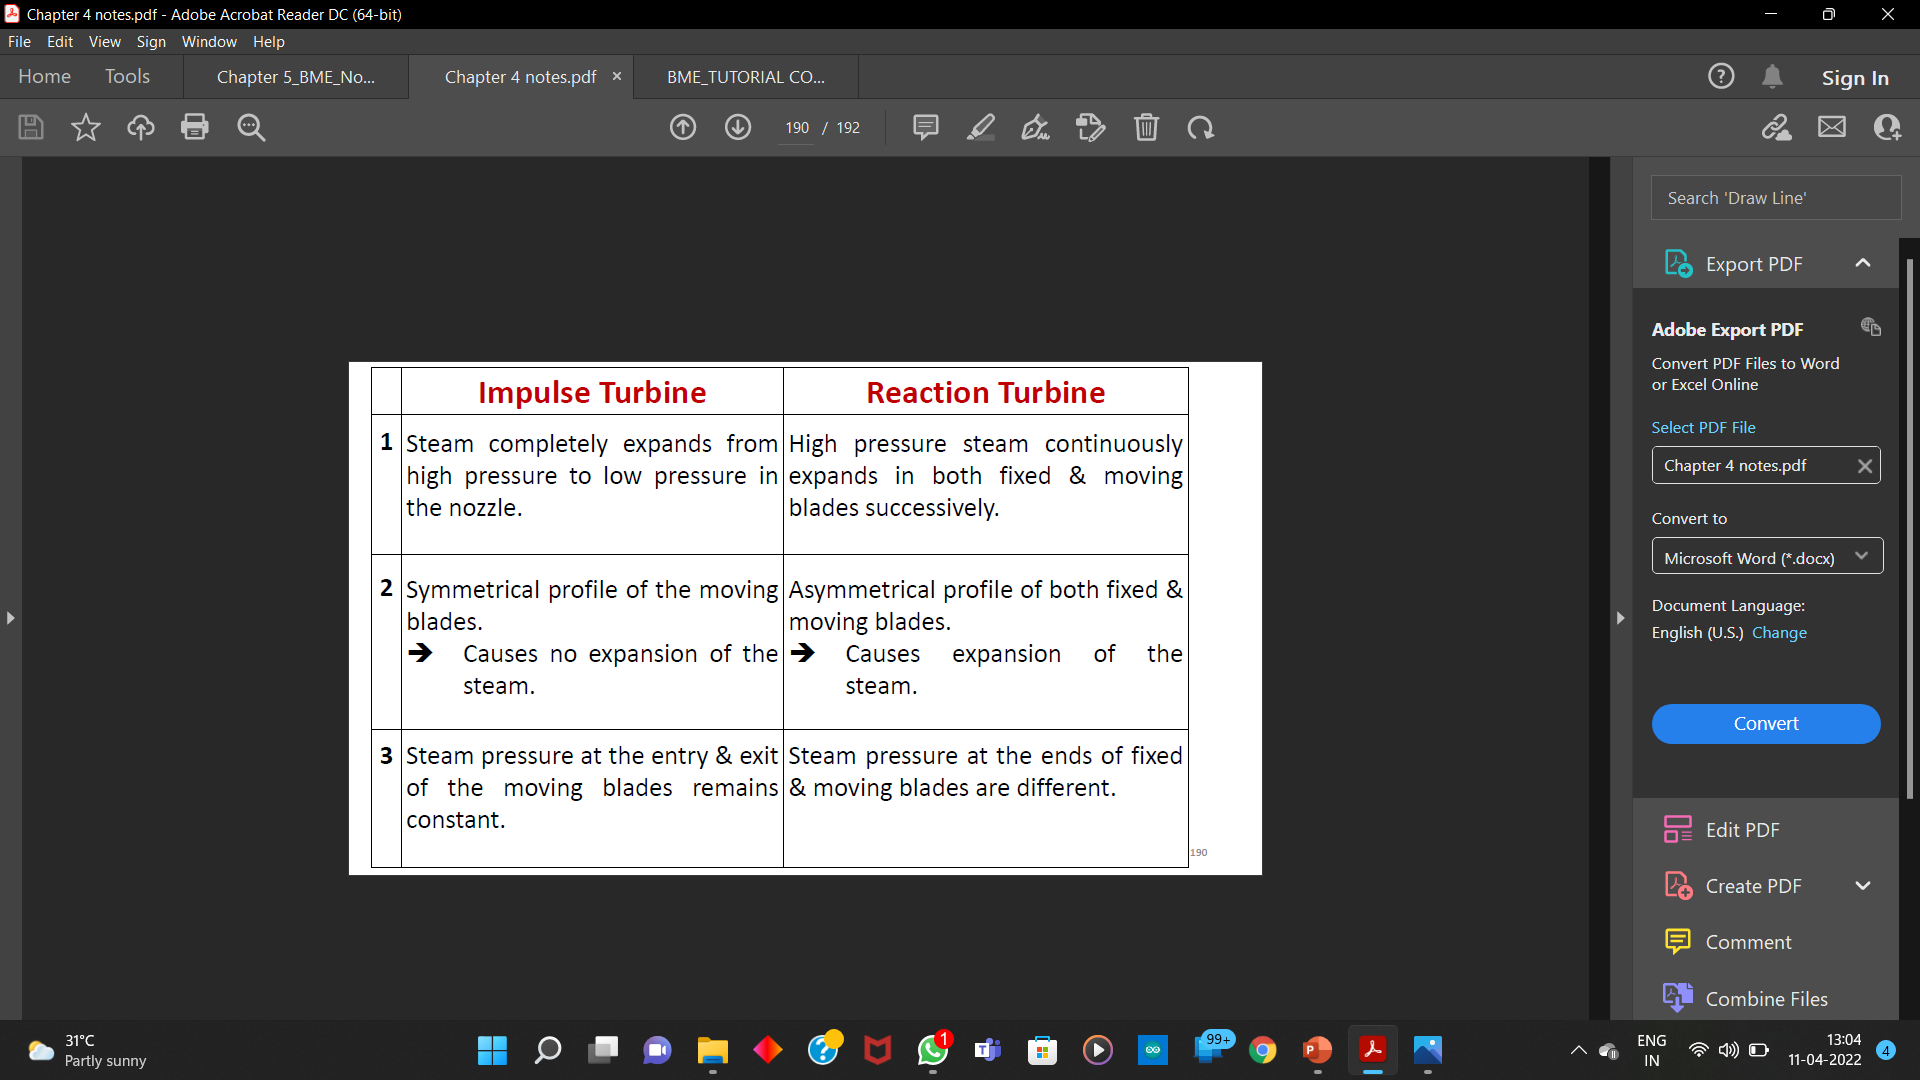 Chapter 4 notes.pdf - Adobe Acrobat Reader DC (64-bit)
File Edit View Sign Window Help
Home Tools Chapter 5_BME_No... Chapter 4 notes.pdf × BME_TUTORIAL CO... Sign In
190 / 192
Search 'Draw Line'
Export PDF
Adobe Export PDF
Convert PDF Files to Word
or Excel Online
Select PDF File
Chapter 4 notes.pdf
Convert to
Microsoft Word (*.docx)
Document Language:
English (U.S.) Change
Convert
Edit PDF
Create PDF
Comment
Combine Files
Impulse Turbine
Reaction Turbine
1
Steam completely expands from
high pressure to low pressure in
the nozzle.
High pressure steam continuously
expands in both fixed & moving
blades successively.
2
Symmetrical profile of the moving
blades.
➔ Causes no expansion of the
steam.
Asymmetrical profile of both fixed &
moving blades.
➔ Causes expansion of the
steam.
3
Steam pressure at the entry & exit
of the moving blades remains
constant.
Steam pressure at the ends of fixed
& moving blades are different.
190
31°C
Partly sunny
1
99+
ENG
IN
13:04
11-04-2022
4